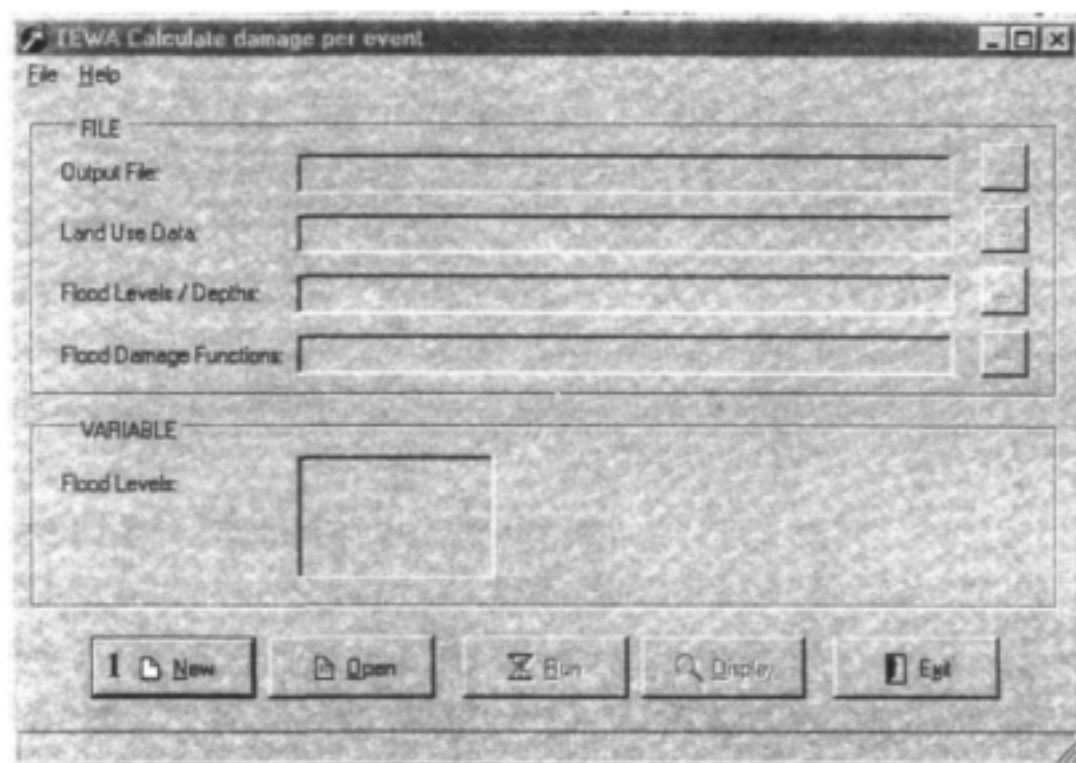 TEWA Calculate damage per event
File Help
FILE
Output File:
Land Use Data:
Flood Levels / Depths:
Flood Damage Functions:
VARIABLE
Flood Levels:
1 New Open Run Display Exit